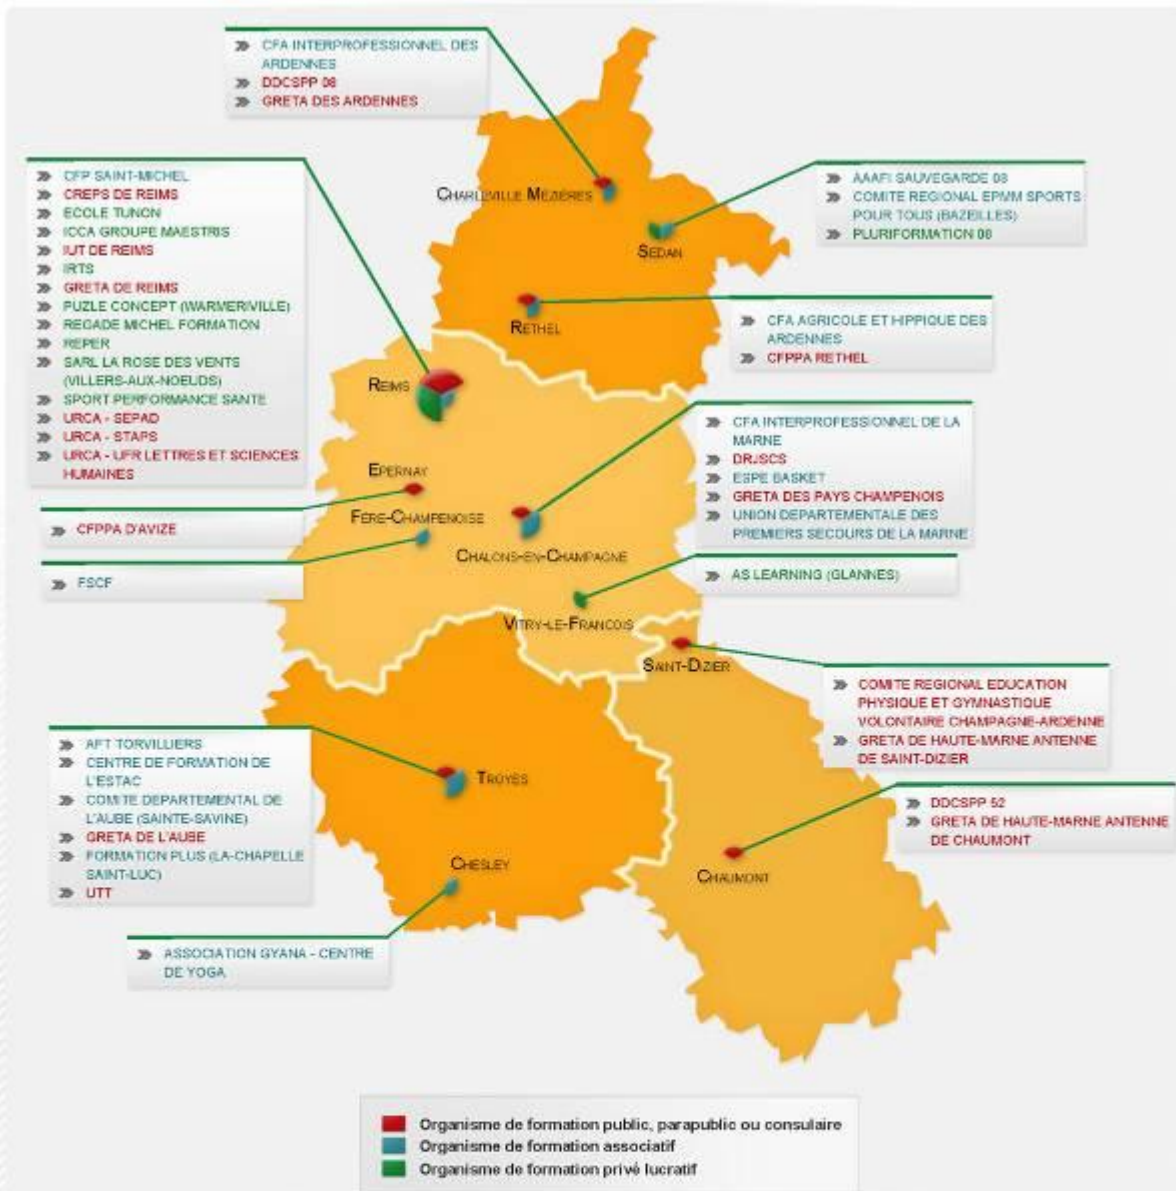 CFA INTERPROFESSIONNEL DES
ARDENNES
DDCSPP 08
GRETA DES ARDENNES
CFP SAINT-MICHEL
CREPS DE REIMS
ECOLE TUNON
ICCA GROUPE MAESTRIS
IUT DE REIMS
IRTS
GRETA DE REIMS
PUZLE CONCEPT (WARMERIVILLE)
REGADE MICHEL FORMATION
REPER
SARL LA ROSE DES VENTS
(VILLERS-AUX-NOEUDS)
SPORT PERFORMANCE SANTE
URCA - SEPAD
URCA - STAPS
URCA - UFR LETTRES ET SCIENCES
HUMAINES
CFPPA D'AVIZE
FSCF
CHARLEVILLE MÉZIÈRES
SEDAN
RETHEL
REIMS
EPERNAY
FÈRE-CHAMPENOISE
CHALONS-EN-CHAMPAGNE
VITRY-LE-FRANCOIS
SAINT-DIZIER
TROYES
CHESLEY
CHAUMONT
AAAFI SAUVEGARDE 08
COMITE REGIONAL EPMM SPORTS
POUR TOUS (BAZEILLES)
PLURIFORMATION 08
CFA AGRICOLE ET HIPPIQUE DES
ARDENNES
CFPPA RETHEL
CFA INTERPROFESSIONNEL DE LA
MARNE
DRJSCS
ESPE BASKET
GRETA DES PAYS CHAMPENOIS
UNION DEPARTEMENTALE DES
PREMIERS SECOURS DE LA MARNE
AS LEARNING (GLANNES)
COMITE REGIONAL EDUCATION
PHYSIQUE ET GYMNASTIQUE
VOLONTAIRE CHAMPAGNE-ARDENNE
GRETA DE HAUTE-MARNE ANTENNE
DE SAINT-DIZIER
DDCSPP 52
GRETA DE HAUTE-MARNE ANTENNE
DE CHAUMONT
AFT TORVILLIERS
CENTRE DE FORMATION DE
L'ESTAC
COMITE DEPARTEMENTAL DE
L'AUBE (SAINTE-SAVINE)
GRETA DE L'AUBE
FORMATION PLUS (LA-CHAPELLE
SAINT-LUC)
UTT
ASSOCIATION GYANA - CENTRE
DE YOGA
Organisme de formation public, parapublic ou consulaire
Organisme de formation associatif
Organisme de formation privé lucratif